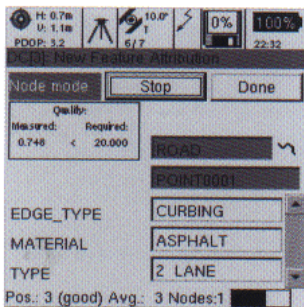 H: 0.7m
V: 1.1m
PDOP: 3.2
6/7
10.0°
1
0%
100%
22:32
DC[D]: New Feature Attribution
Node mode
Stop
Done
Quality:
Measured: Required:
0.748 < 20.000
ROAD
POINT0001
EDGE_TYPE CURBING
MATERIAL ASPHALT
TYPE 2 LANE
Pos.: 3 (good) Avg.: 3 Nodes:1